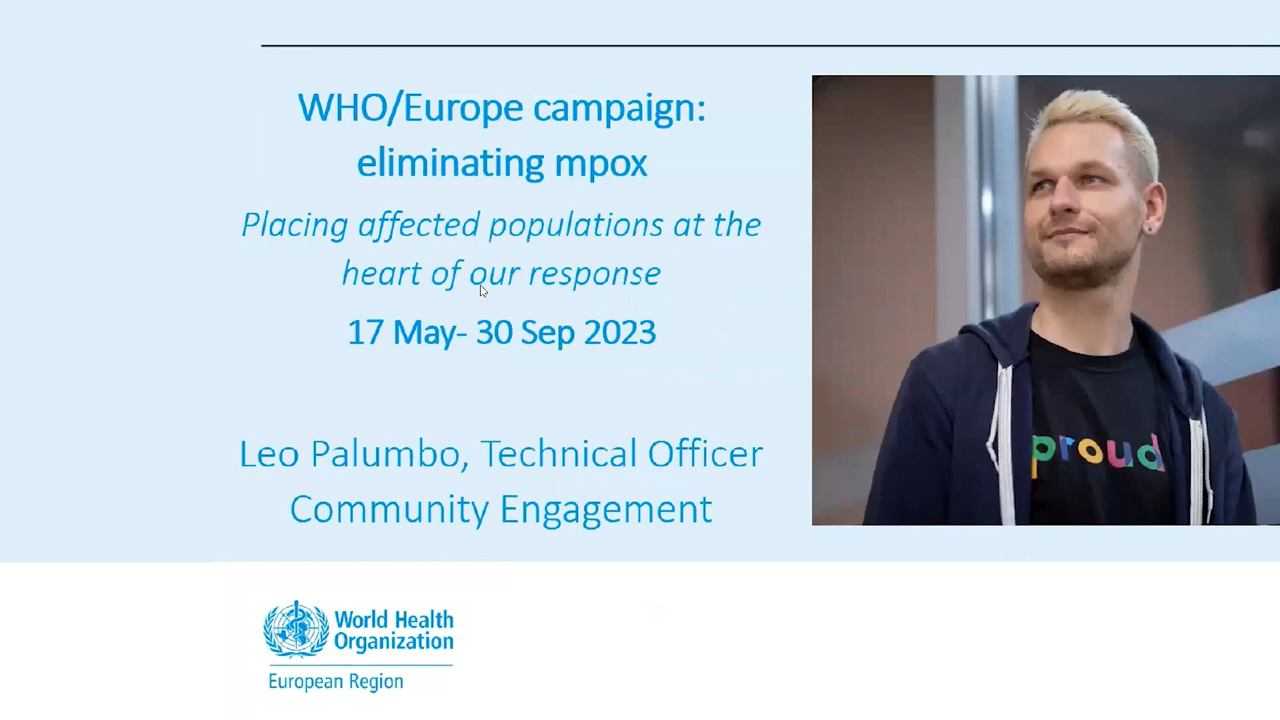 WHO/Europe campaign:
eliminating mpox
Placing affected populations at the
heart of our response
17 May- 30 Sep 2023
Leo Palumbo, Technical Officer
Community Engagement
proud
World Health
Organization
European Region